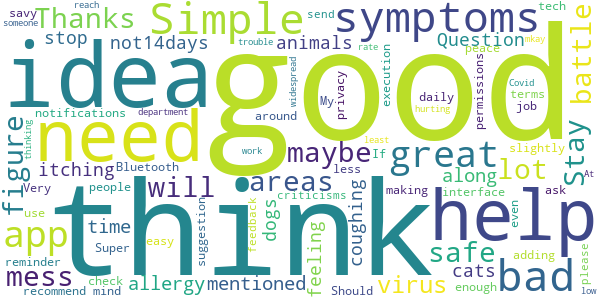 savy
someone
Thanks
Simple
send
reach
symptoms
tech
stop
not14days
animals
trouble
Question
peace
rate
mkay
idea
good
battle
widespread
My
privacy
execution
Covid
terms
daily
job
permissions
notifications
department
around
need
figure
thinking
work
If
least
hurting
Stay
itching
maybe
less
great
slightly
At
Very
people
Bluetooth
will
areas
criticisms
coughing
along
making
interface
lot
ask
use
think
help
even
app
time
Super
easy
suggestion
feedback
dogs
feeling
safe
adding
please
mess
reminder
check
allergy
mentioned
cats
virus
enough
bad
low
recommend
mind
Should